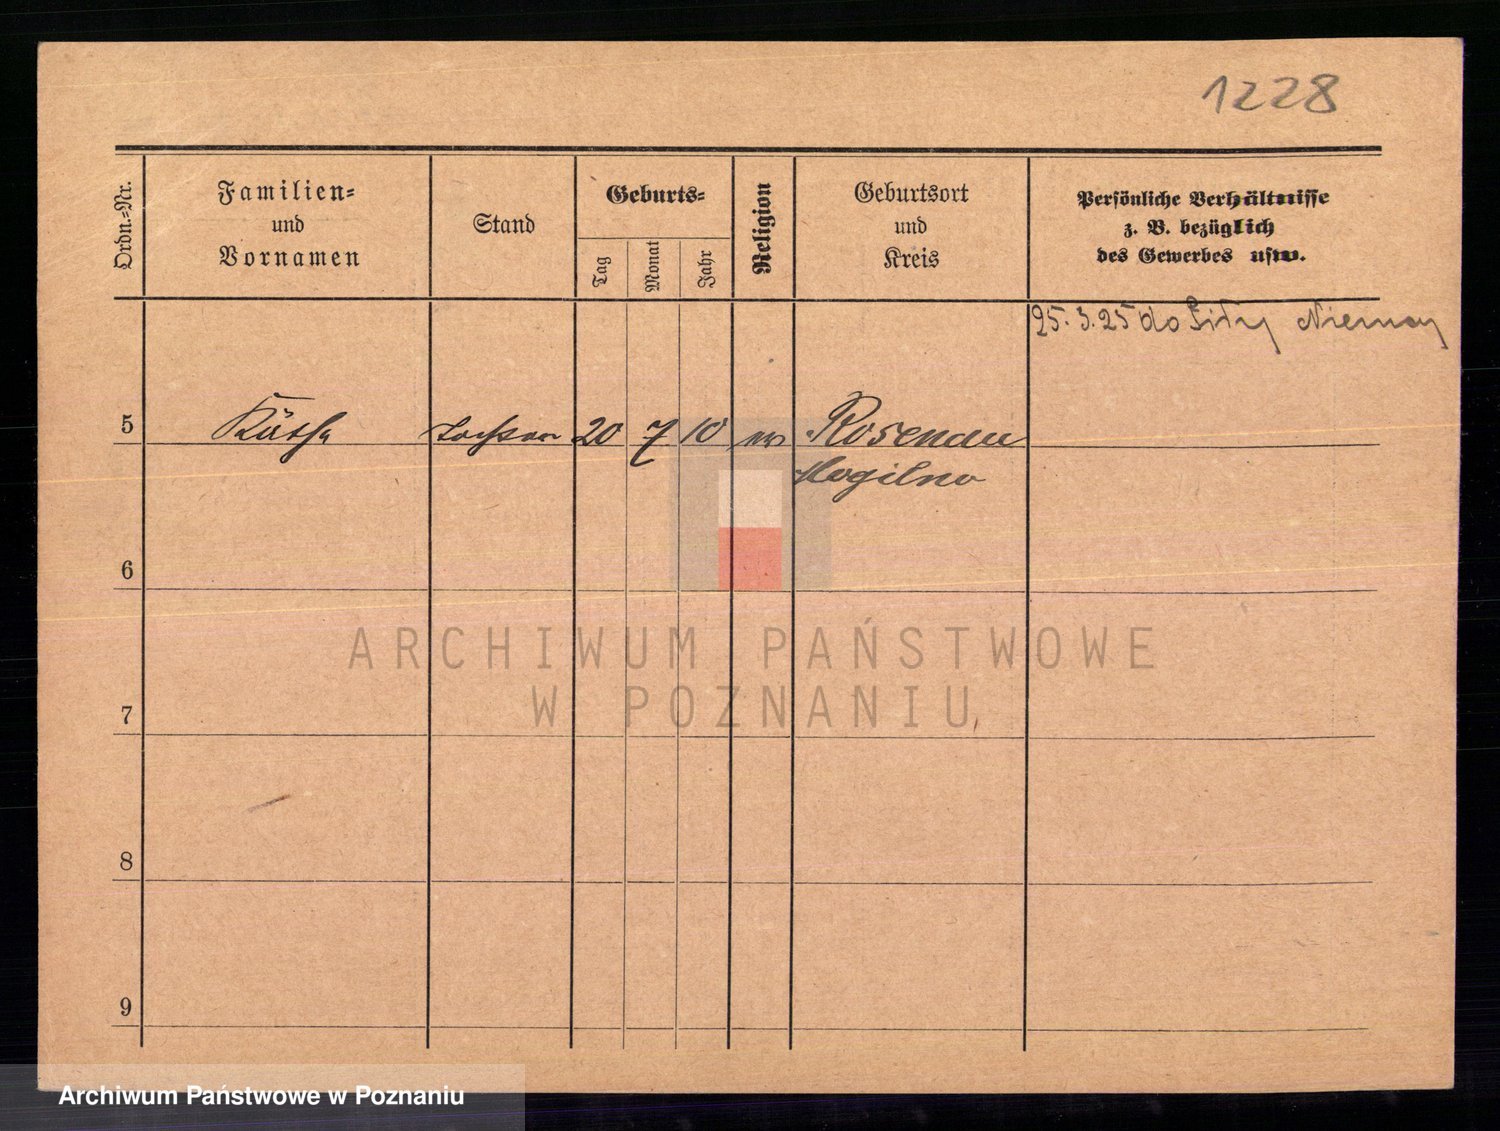 1228
Ordn.-Nr.
Familien-
und
Vornamen
Stand
Geburts-
Tag
Monat
Jahr
Religion
Geburtsort
und
Kreis
Persönliche Verhältnisse
z. B. bezüglich
des Gewerbes usw.
25.3.25 do
5 Käthe Tochter 20 7 10 ev Rosenau
Mogilno
6
7
8
9
ARCHIWUM PAŃSTWOWE
W POZNANIU
Archiwum Państwowe w Poznaniu